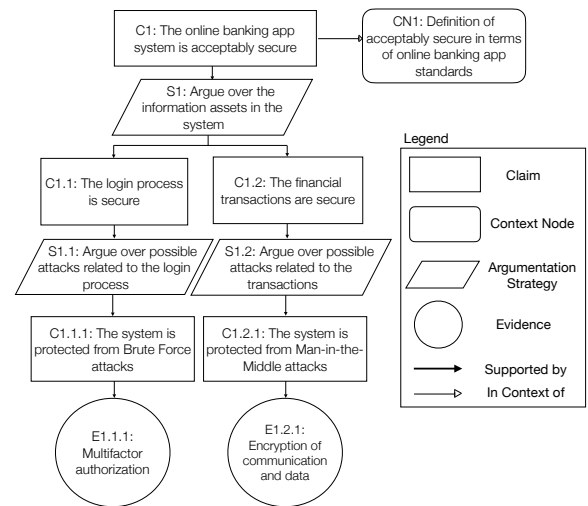 C1: The online banking app
system is acceptably secure
CN1: Definition of
acceptably secure in terms
of online banking app
standards
S1: Argue over the
information assets in the
system
C1.1: The login process
is secure
C1.2: The financial
transactions are secure
S1.1: Argue over possible
attacks related to the login
process
S1.2: Argue over possible
attacks related to the
transactions
C1.1.1: The system is
protected from Brute Force
attacks
C1.2.1: The system is
protected from Man-in-the-
Middle attacks
E1.1.1:
Multifactor
authorization
E1.2.1:
Encryption of
communication
and data
Legend
Claim
Context Node
Argumentation
Strategy
Evidence
Supported by
In Context of